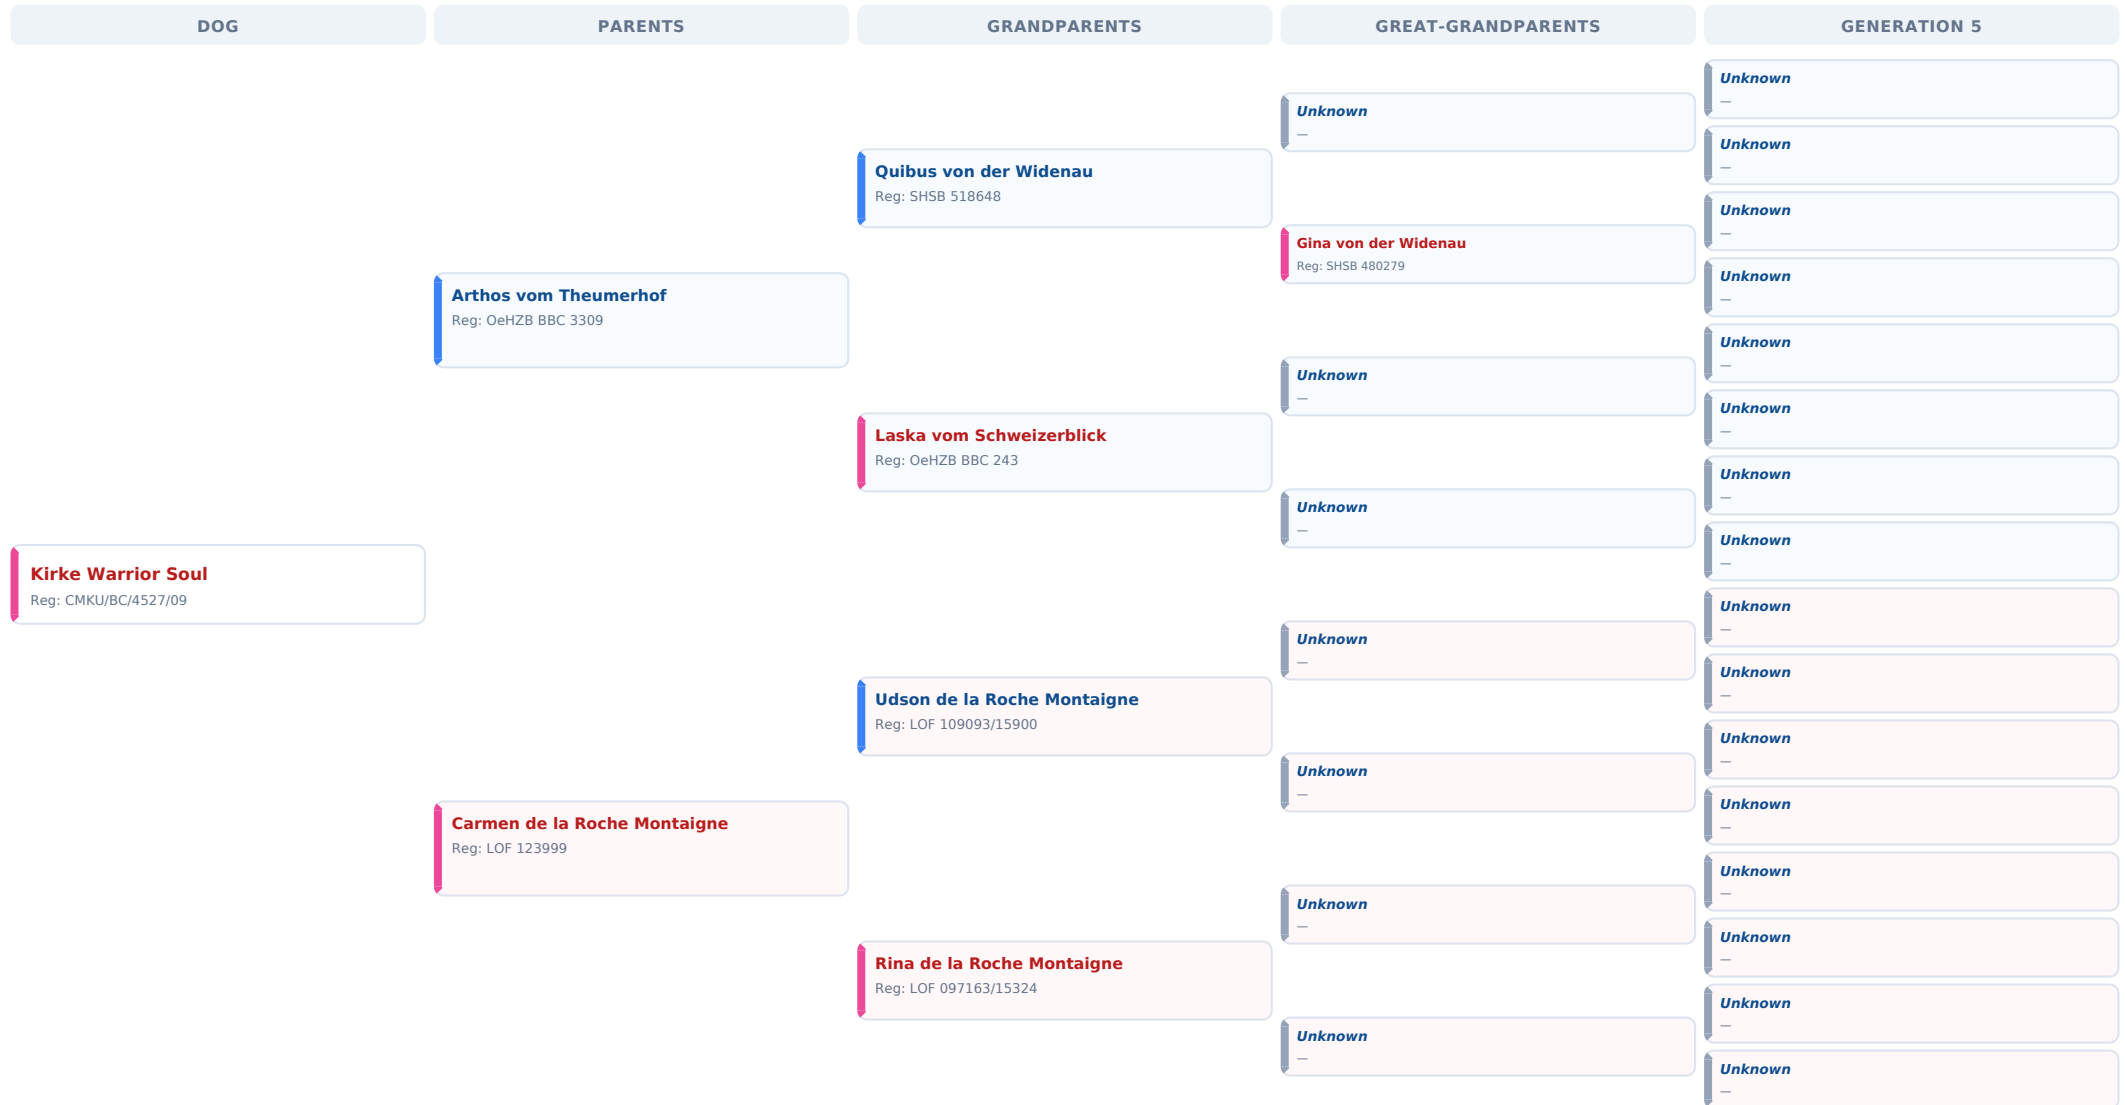 DOG
PARENTS
GRANDPARENTS
GREAT-GRANDPARENTS
GENERATION 5
Kirke Warrior Soul
Reg: CMKU/BC/4527/09
Arthos vom Theumerhof
Reg: OeHZB BBC 3309
Carmen de la Roche Montaigne
Reg: LOF 123999
Quibus von der Widenau
Reg: SHSB 518648
Laska vom Schweizerblick
Reg: OeHZB BBC 243
Udson de la Roche Montaigne
Reg: LOF 109093/15900
Rina de la Roche Montaigne
Reg: LOF 097163/15324
Unknown
—
Gina von der Widenau
Reg: SHSB 480279
Unknown
—
Unknown
—
Unknown
—
Unknown
—
Unknown
—
Unknown
—
Unknown
—
Unknown
—
Unknown
—
Unknown
—
Unknown
—
Unknown
—
Unknown
—
Unknown
—
Unknown
—
Unknown
—
Unknown
—
Unknown
—
Unknown
—
Unknown
—
Unknown
—
Unknown
—